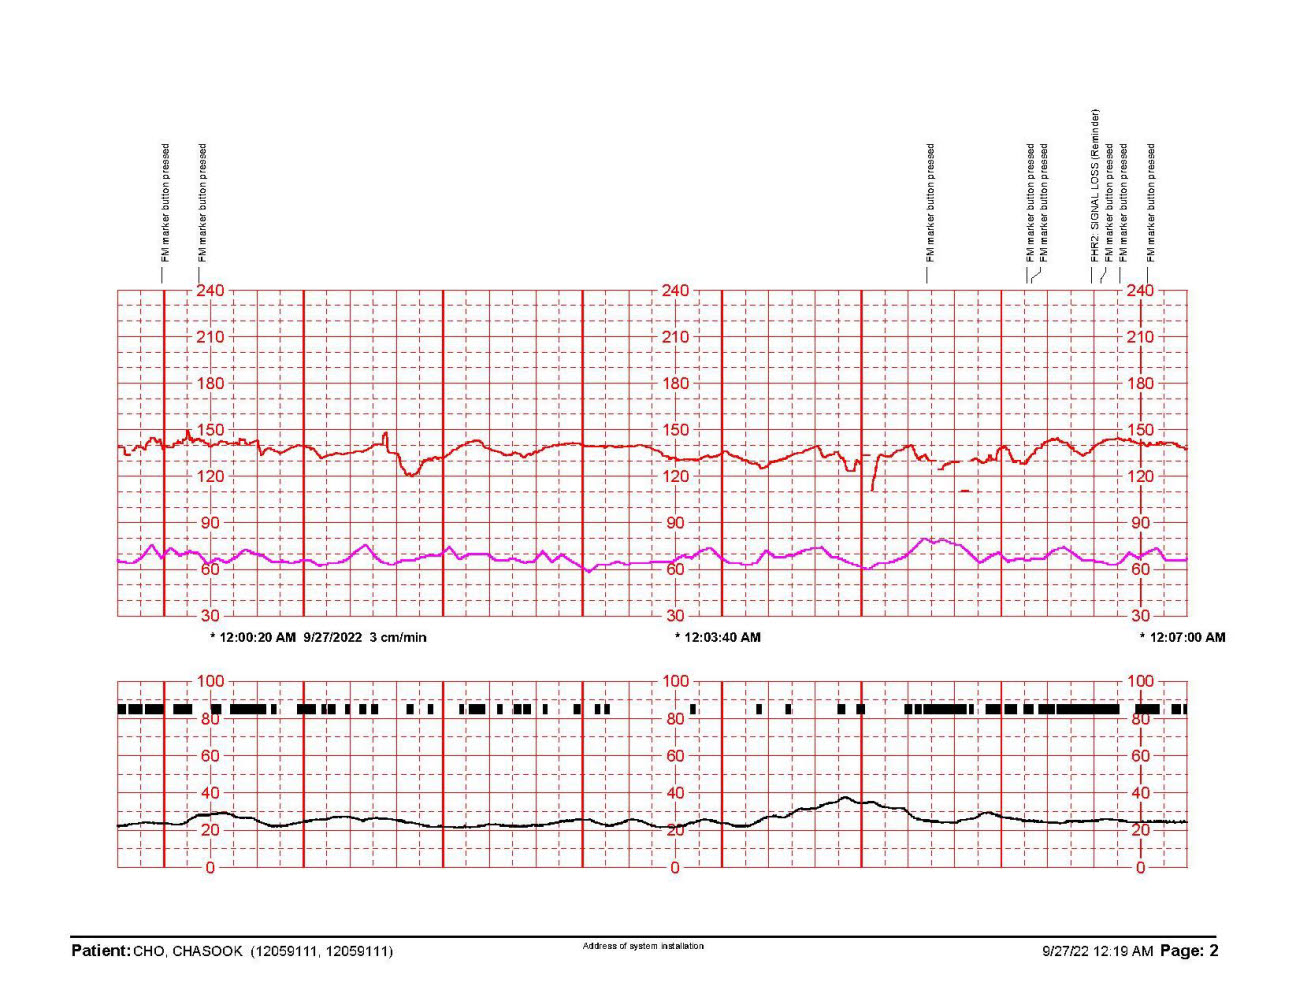 FM marker button pressed
FM marker button pressed
FM marker button pressed
FM marker button pressed
FM marker button pressed
FHR2: SIGNAL LOSS (Reminder)
FM marker button pressed
FM marker button pressed
FM marker button pressed
240 240 240
210 210 210
180 180 180
150 150 150
120 120 120
90 90 90
60 60 60
30 30 30
* 12:00:20 AM 9/27/2022 3 cm/min * 12:03:40 AM * 12:07:00 AM
100 100 100
80 80 80
60 60 60
40 40 40
20 20 20
0 0 0
Patient: CHO, CHASOOK (12059111, 12059111) Address of system installation 9/27/22 12:19 AM Page: 2